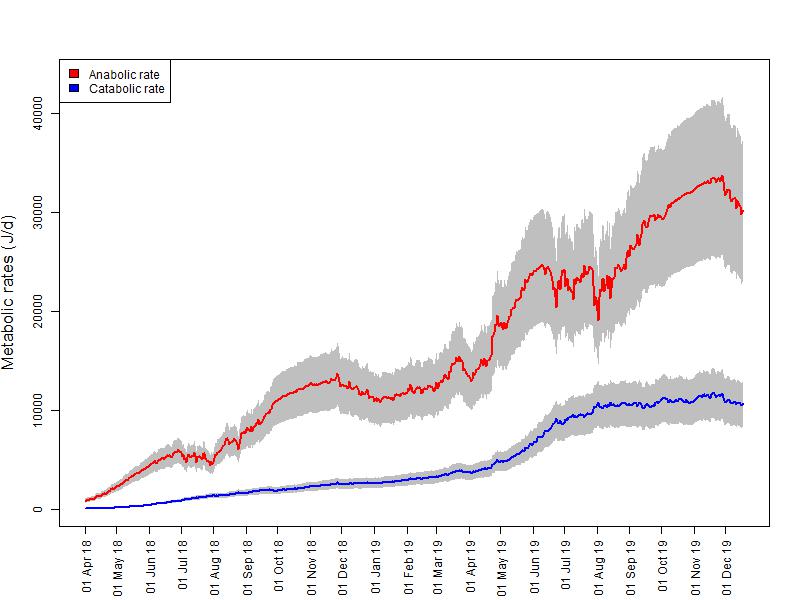 Anabolic rate
Catabolic rate
Metabolic rates (J/d)
40000
30000
20000
10000
0
01 Apr 18
01 May 18
01 Jun 18
01 Jul 18
01 Aug 18
01 Sep 18
01 Oct 18
01 Nov 18
01 Dec 18
01 Jan 19
01 Feb 19
01 Mar 19
01 Apr 19
01 May 19
01 Jun 19
01 Jul 19
01 Aug 19
01 Sep 19
01 Oct 19
01 Nov 19
01 Dec 19